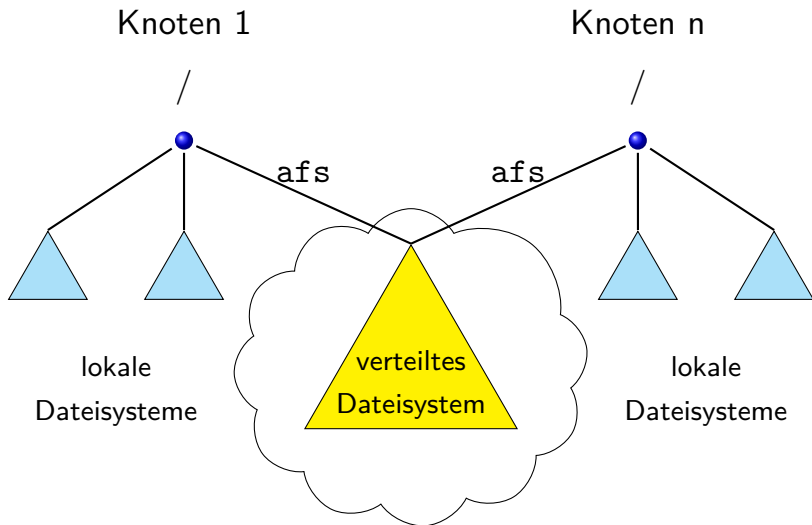 Knoten 1
Knoten n
/
/
afs
afs
lokale
Dateisysteme
verteiltes
Dateisystem
lokale
Dateisysteme